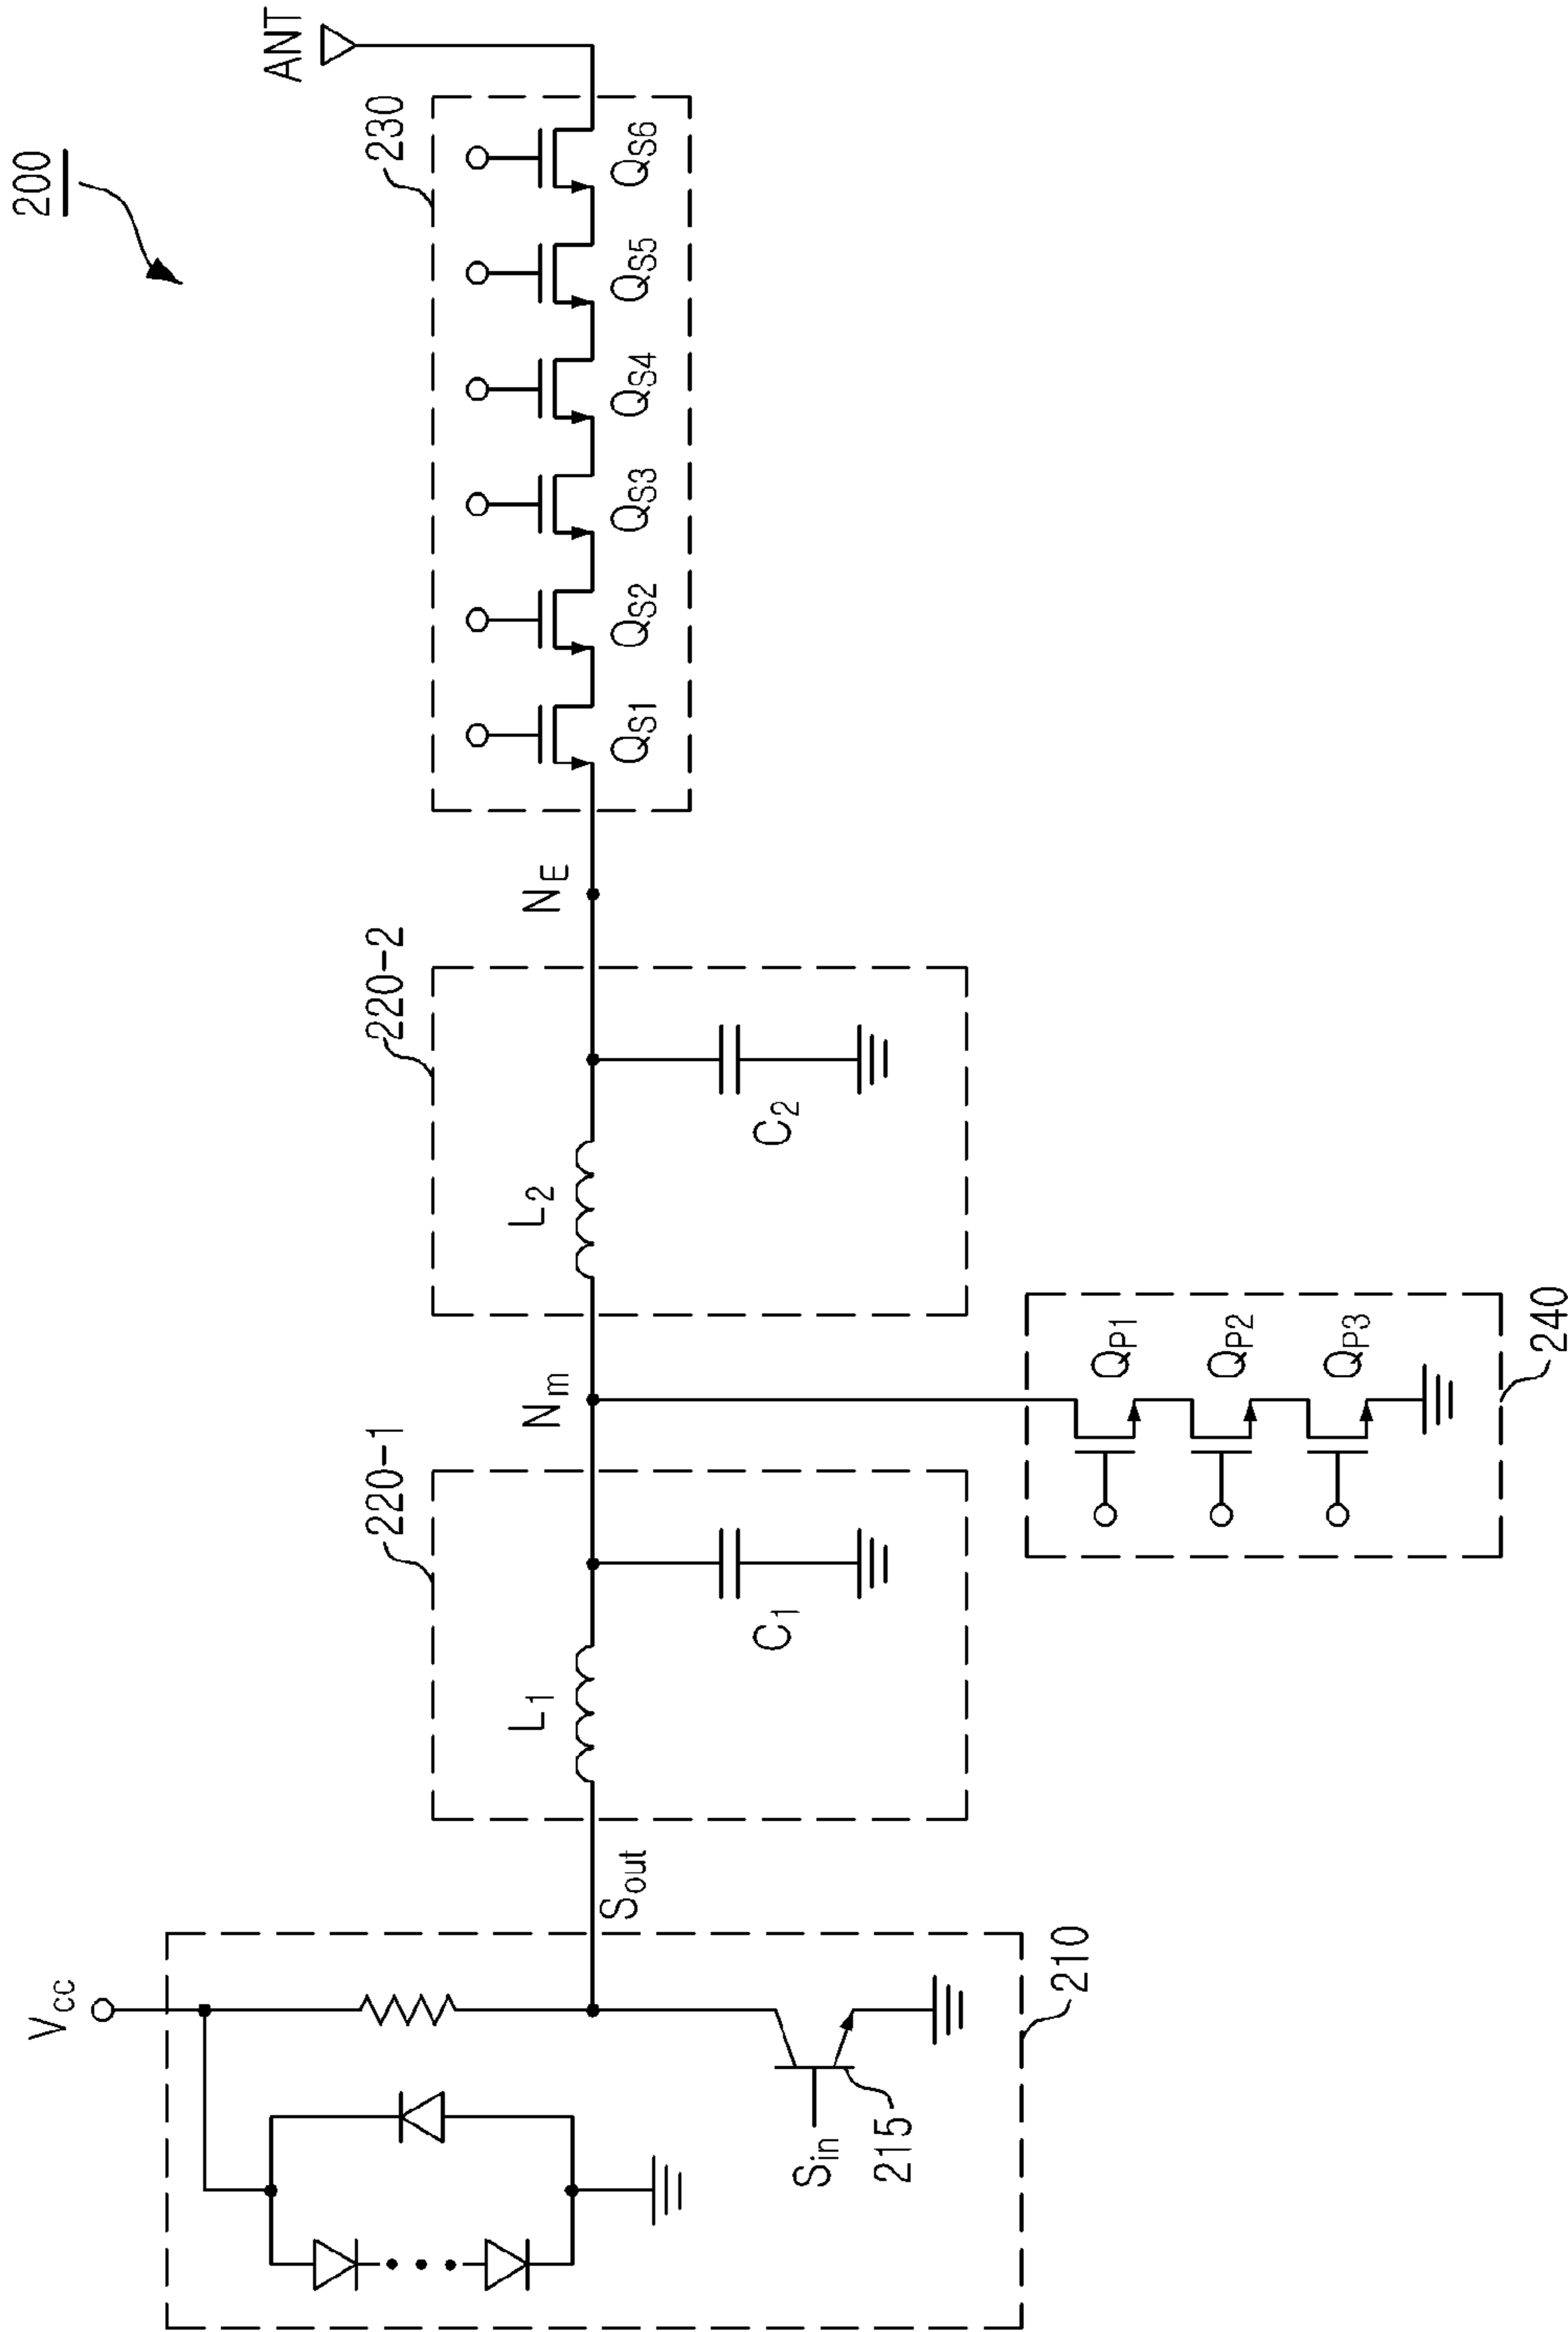 200
ANT
230
QS6
QS5
QS4
QS3
QS2
QS1
NE
220-2
L2
C2
Nm
QP1
QP2
QP3
240
220-1
L1
C1
Sout
Vcc
Sin
215
210